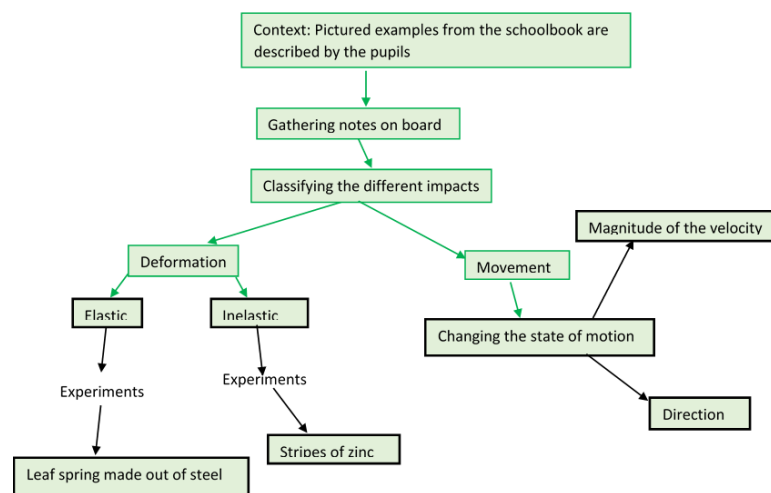 Context: Pictured examples from the schoolbook are
described by the pupils
Gathering notes on board
Classifying the different impacts
Magnitude of the velocity
Deformation
Movement
Elastic
Inelastic
Changing the state of motion
Experiments
Experiments
Direction
Stripes of zinc
Leaf spring made out of steel